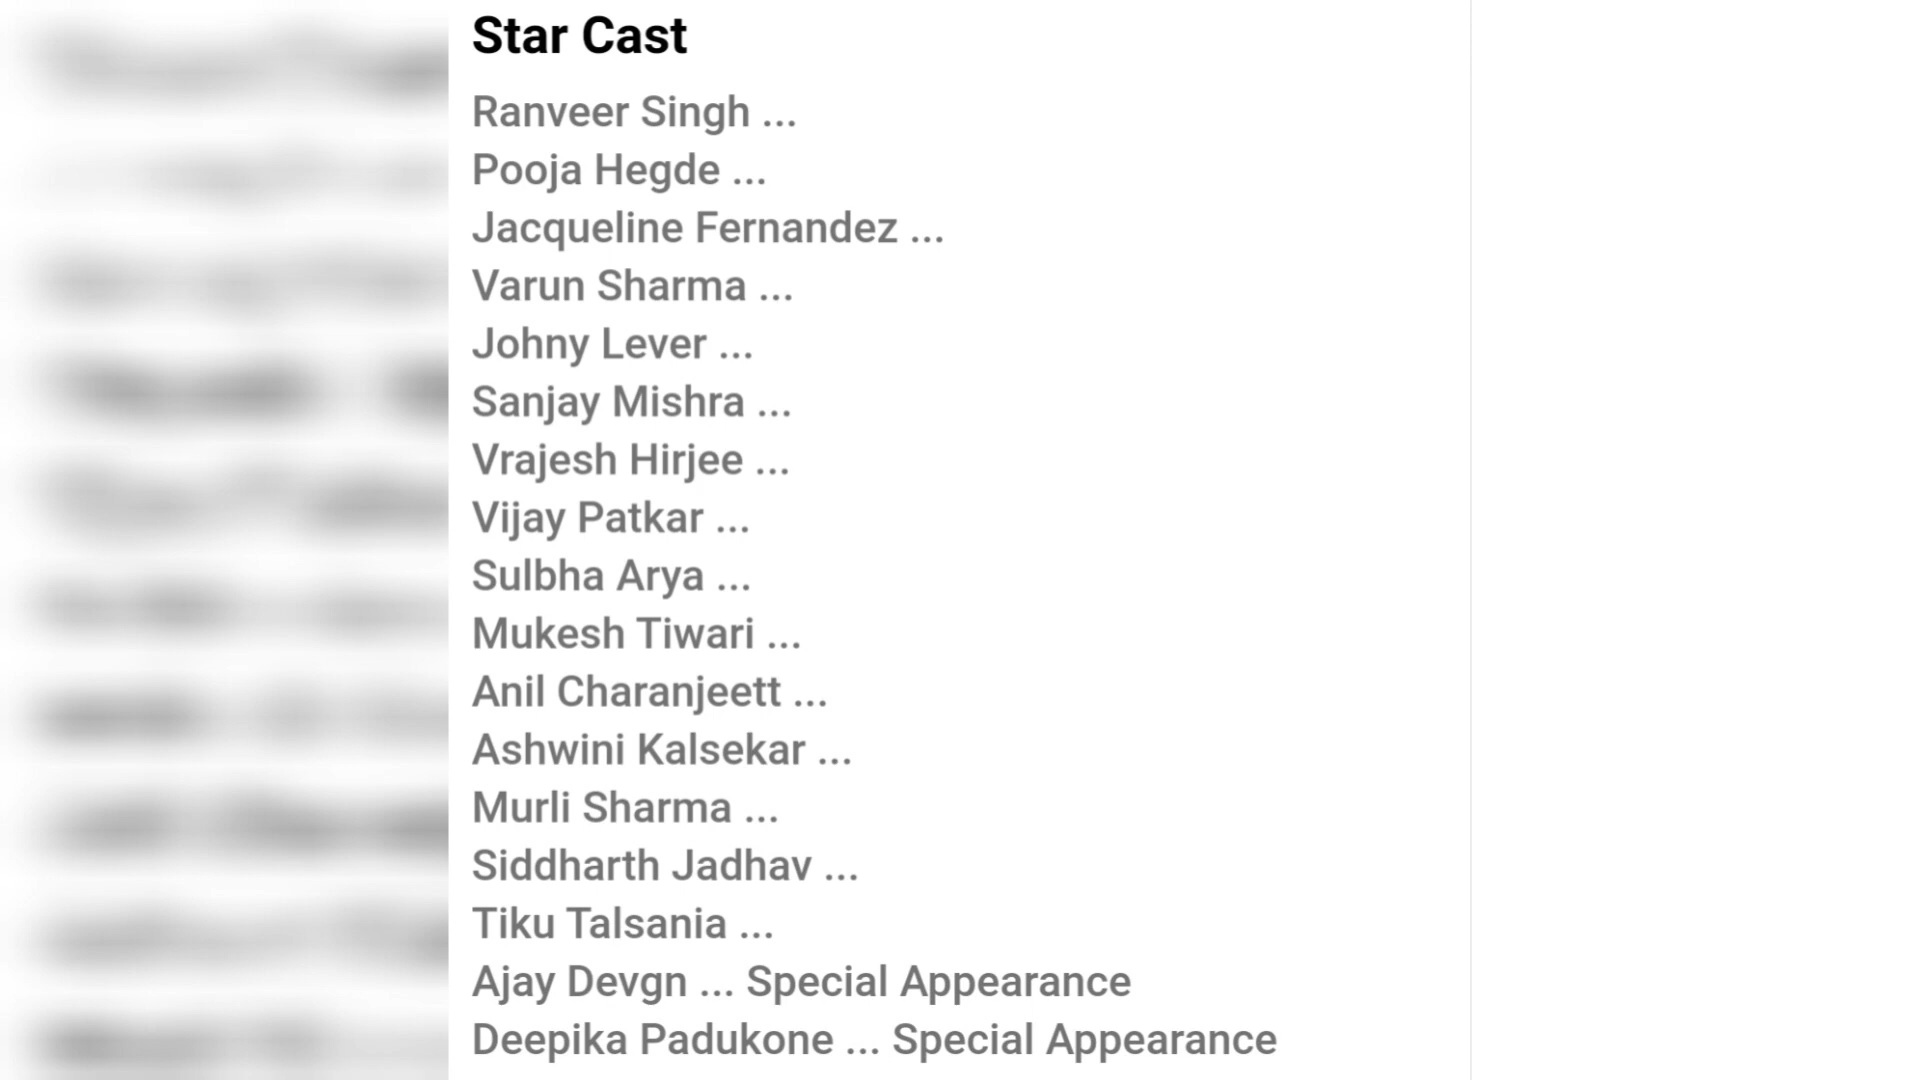 Star Cast
Ranveer Singh ...
Pooja Hegde ...
Jacqueline Fernandez ...
Varun Sharma ...
Johny Lever ...
Sanjay Mishra ...
Vrajesh Hirjee ...
Vijay Patkar ...
Sulbha Arya ...
Mukesh Tiwari ...
Anil Charanjeett ...
Ashwini Kalsekar ...
Murli Sharma ...
Siddharth Jadhav ...
Tiku Talsania ...
Ajay Devgn ... Special Appearance
Deepika Padukone ... Special Appearance